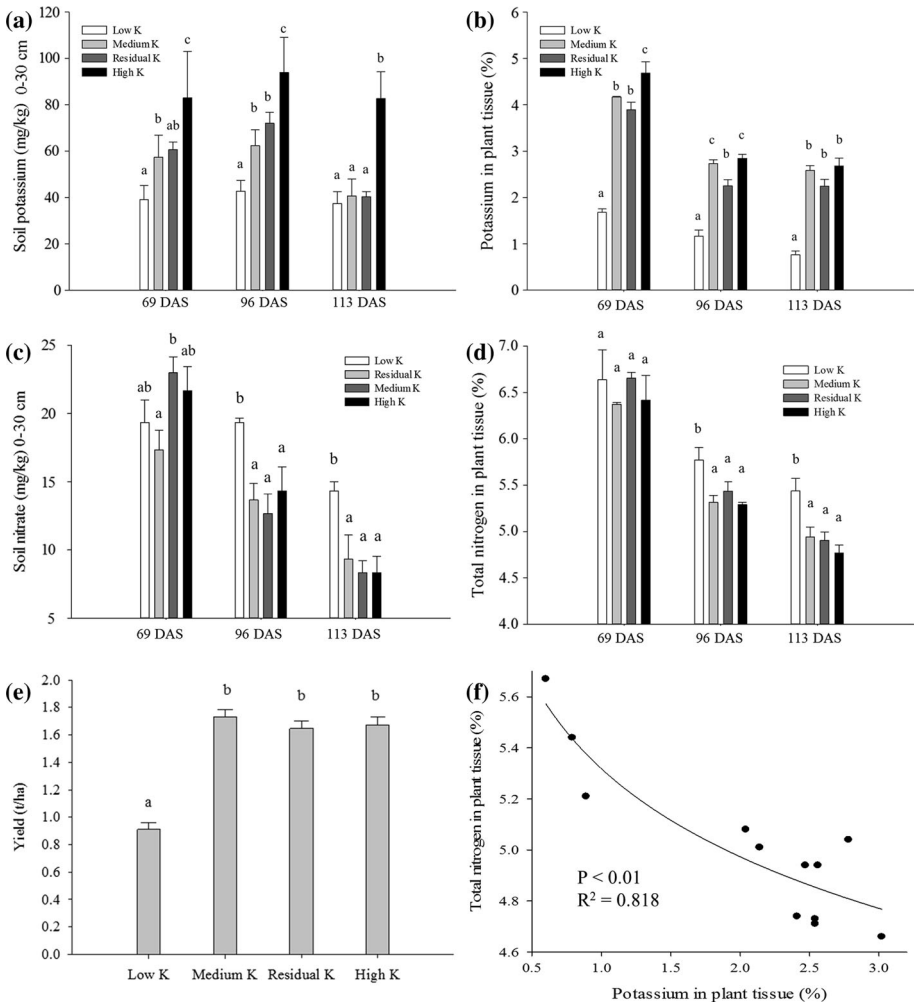 (a)
Soil potassium (mg/kg) 0-30 cm
120
100
80
60
40
20
0
Low K
Medium K
Residual K
High K
a
b
ab
c
a
b
b
c
a
a
a
b
69 DAS
96 DAS
113 DAS
(b)
Potassium in plant tissue (%)
6
5
4
3
2
1
0
Low K
Medium K
Residual K
High K
a
b
b
c
a
c
b
c
a
b
b
b
69 DAS
96 DAS
113 DAS
(c)
Soil nitrate (mg/kg) 0-30 cm
25
20
15
10
5
Low K
Residual K
Medium K
High K
ab
a
b
ab
b
a
a
a
b
a
a
a
69 DAS
96 DAS
113 DAS
(d)
Total nitrogen in plant tissue (%)
7.0
6.5
6.0
5.5
5.0
4.5
4.0
Low K
Medium K
Residual K
High K
a
a
a
a
b
a
a
a
b
a
a
a
69 DAS
96 DAS
113 DAS
(e)
Yield (t/ha)
2.0
1.8
1.6
1.4
1.2
1.0
0.8
0.6
0.4
0.2
0.0
a
b
b
b
Low K
Medium K
Residual K
High K
(f)
Total nitrogen in plant tissue (%)
5.6
5.4
5.2
5.0
4.8
4.6
P < 0.01
R² = 0.818
0.5
1.0
1.5
2.0
2.5
3.0
Potassium in plant tissue (%)